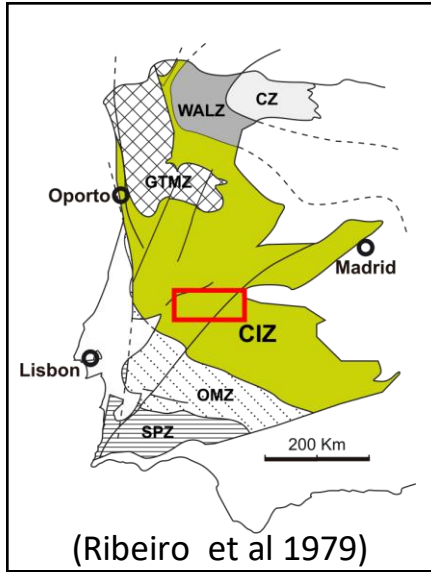 WALZ
CZ
GTMZ
Oporto
Madrid
CIZ
Lisbon
OMZ
SPZ
200 Km
(Ribeiro et al 1979)